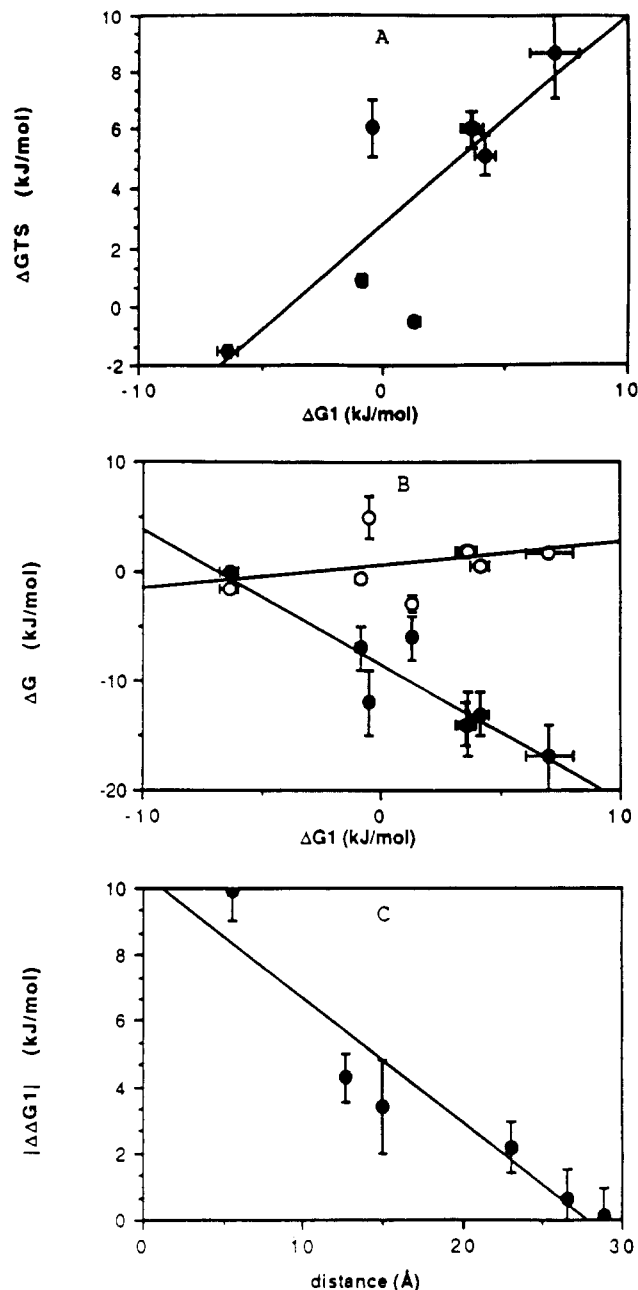 A
10
8
6
4
2
0
-2
ΔGTS (kJ/mol)
-10 0 10
ΔG1 (kJ/mol)
B
10
0
-10
-20
ΔG (kJ/mol)
-10 0 10
ΔG1 (kJ/mol)
C
10
8
6
4
2
0
|ΔΔG1| (kJ/mol)
0 10 20 30
distance (Å)